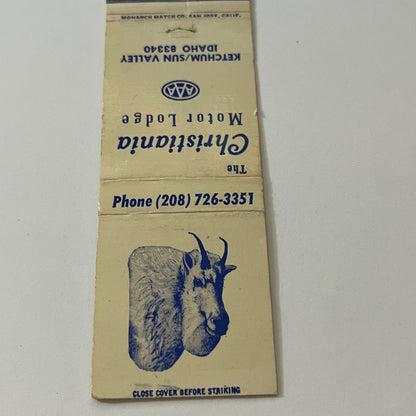 The
Christiania
Motor Lodge
AAA
KETCHUM/SUN VALLEY
IDAHO 83340
MONARCH MATCH CO. SAN JOSE, CALIF.
Phone (208) 726-3351
CLOSE COVER BEFORE STRIKING